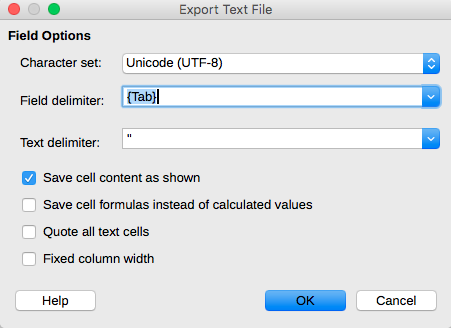 Export Text File
Field Options
Character set: Unicode (UTF-8)
Field delimiter: {Tab}
Text delimiter: "
Save cell content as shown
Save cell formulas instead of calculated values
Quote all text cells
Fixed column width
Help OK Cancel